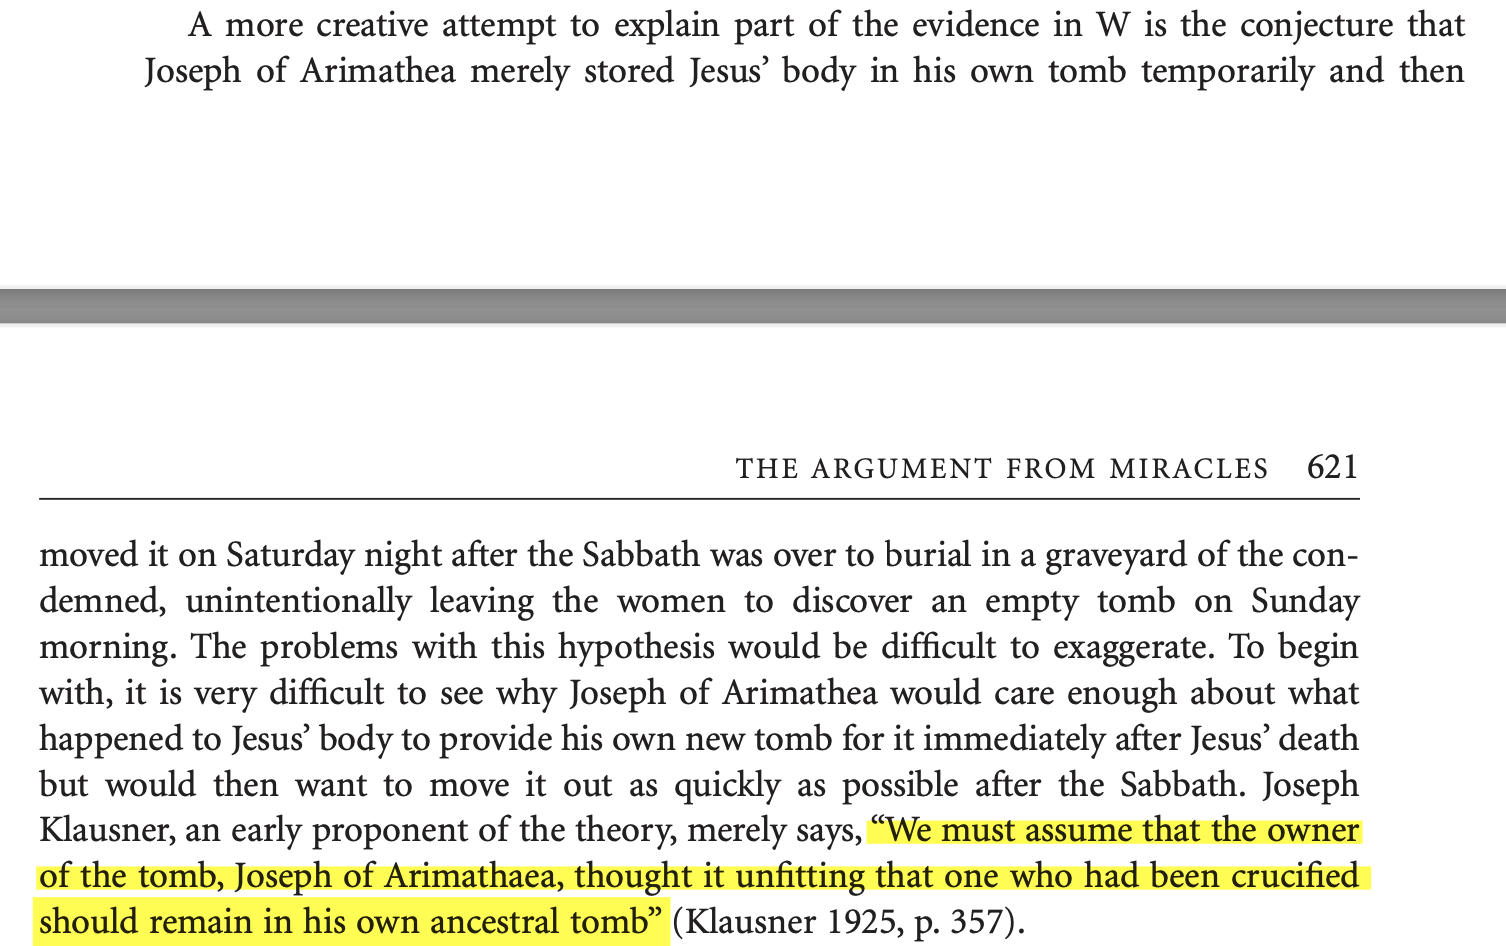 A more creative attempt to explain part of the evidence in W is the conjecture that
Joseph of Arimathea merely stored Jesus’ body in his own tomb temporarily and then
THE ARGUMENT FROM MIRACLES 621
moved it on Saturday night after the Sabbath was over to burial in a graveyard of the con-
demned, unintentionally leaving the women to discover an empty tomb on Sunday
morning. The problems with this hypothesis would be difficult to exaggerate. To begin
with, it is very difficult to see why Joseph of Arimathea would care enough about what
happened to Jesus’ body to provide his own new tomb for it immediately after Jesus’ death
but would then want to move it out as quickly as possible after the Sabbath. Joseph
Klausner, an early proponent of the theory, merely says, “We must assume that the owner
of the tomb, Joseph of Arimathaea, thought it unfitting that one who had been crucified
should remain in his own ancestral tomb” (Klausner 1925, p. 357).